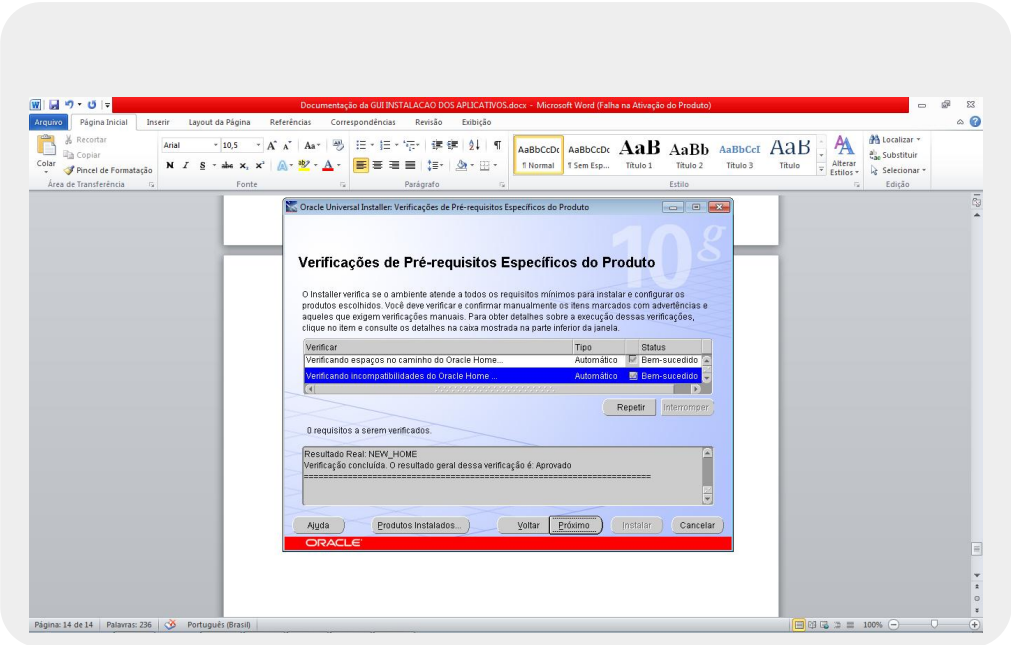 Documentação da GUI INSTALACAO DOS APLICATIVOS.docx - Microsoft Word (Falha na Ativação do Produto)
Arquivo Página Inicial Inserir Layout da Página Referências Correspondências Revisão Exibição
Colar
Recortar
Copiar
Pincel de Formatação
Área de Transferência
Arial 10,5
N I S abc x, x²
Fonte
Parágrafo
AaBbCcDc AaBbCcDc AaB AaBb AaBbCcI AaB
¶ Normal ¶ Sem Esp... Título 1 Título 2 Título 3 Título
Alterar
Estilos
Estilo
Localizar
Substituir
Selecionar
Edição
Oracle Universal Installer: Verificações de Pré-requisitos Específicos do Produto
10g
Verificações de Pré-requisitos Específicos do Produto
O Installer verifica se o ambiente atende a todos os requisitos mínimos para instalar e configurar os
produtos escolhidos. Você deve verificar e confirmar manualmente os itens marcados com advertências e
aqueles que exigem verificações manuais. Para obter detalhes sobre a execução dessas verificações,
clique no item e consulte os detalhes na caixa mostrada na parte inferior da janela.
Verificar Tipo Status
Verificando espaços no caminho do Oracle Home... Automático Bem-sucedido
Verificando incompatibilidades do Oracle Home ... Automático Bem-sucedido
Repetir Interromper
0 requisitos a serem verificados.
Resultado Real: NEW_HOME
Verificação concluída. O resultado geral dessa verificação é: Aprovado
========================================================================
Ajuda Produtos Instalados... Voltar Próximo Instalar Cancelar
ORACLE
Página: 14 de 14 Palavras: 236 Português (Brasil) 100%